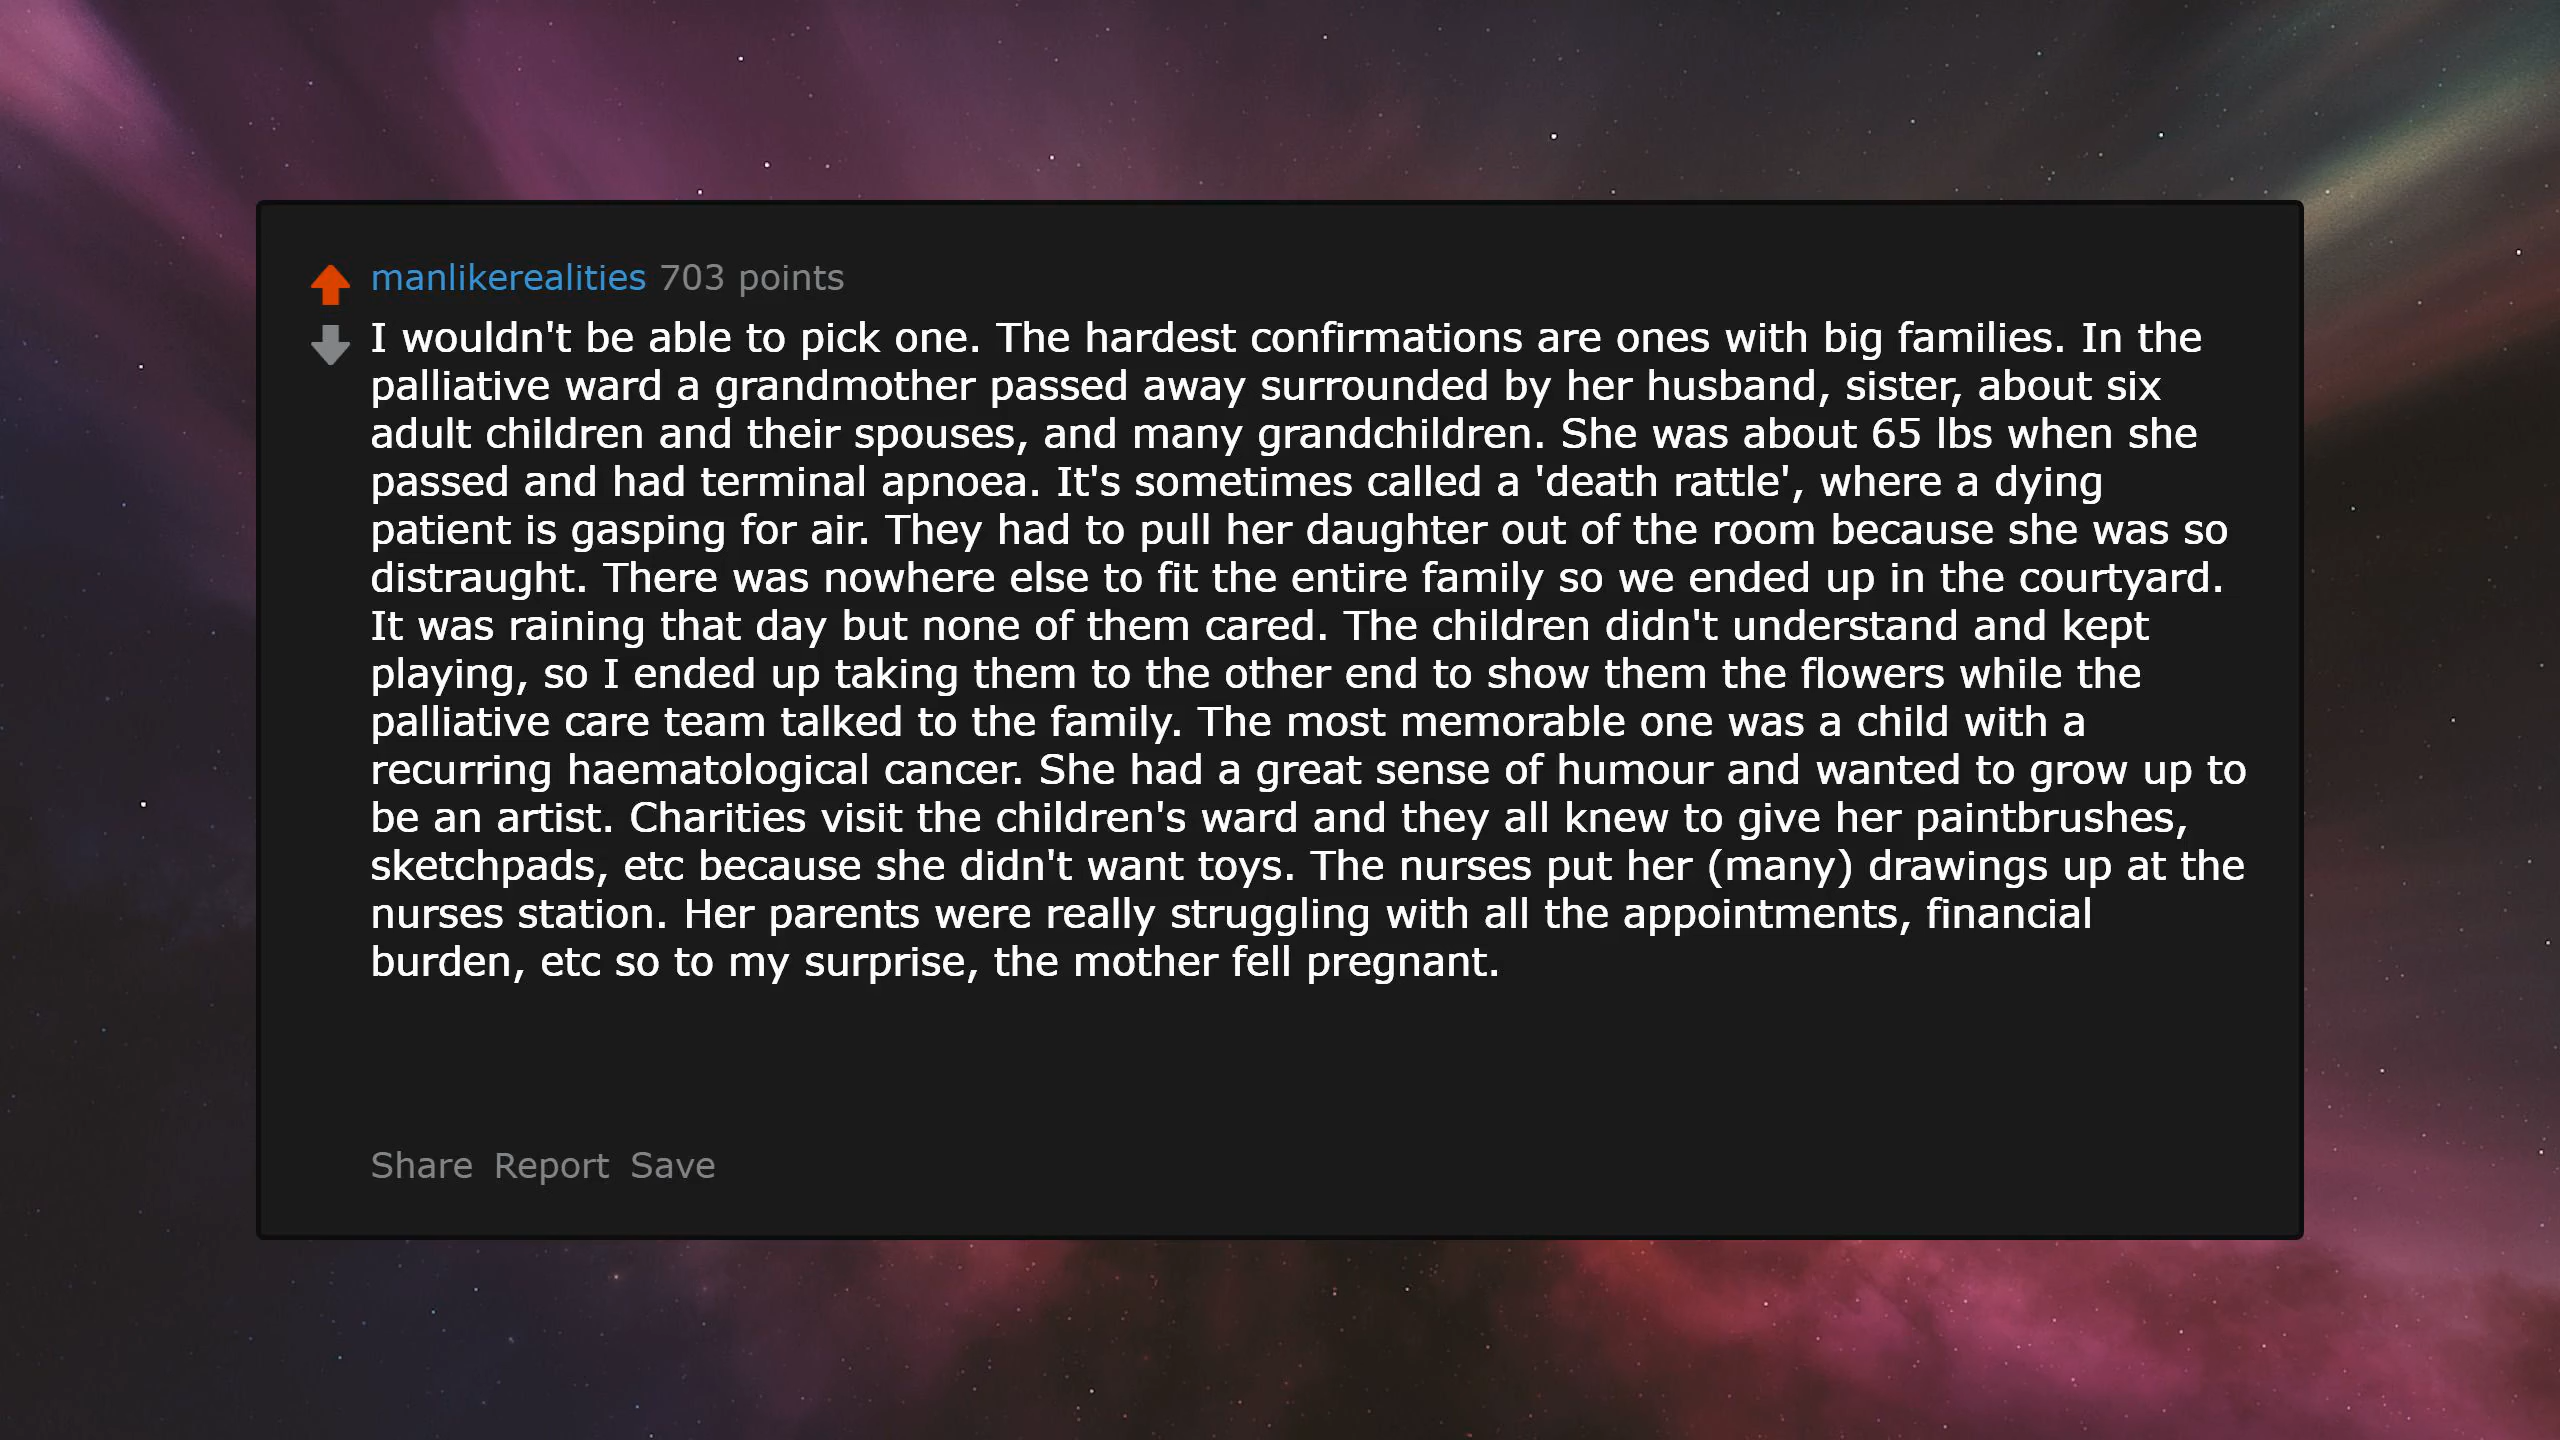 manlikerealities 703 points
I wouldn't be able to pick one. The hardest confirmations are ones with big families. In the
palliative ward a grandmother passed away surrounded by her husband, sister, about six
adult children and their spouses, and many grandchildren. She was about 65 lbs when she
passed and had terminal apnoea. It's sometimes called a 'death rattle', where a dying
patient is gasping for air. They had to pull her daughter out of the room because she was so
distraught. There was nowhere else to fit the entire family so we ended up in the courtyard.
It was raining that day but none of them cared. The children didn't understand and kept
playing, so I ended up taking them to the other end to show them the flowers while the
palliative care team talked to the family. The most memorable one was a child with a
recurring haematological cancer. She had a great sense of humour and wanted to grow up to
be an artist. Charities visit the children's ward and they all knew to give her paintbrushes,
sketchpads, etc because she didn't want toys. The nurses put her (many) drawings up at the
nurses station. Her parents were really struggling with all the appointments, financial
burden, etc so to my surprise, the mother fell pregnant.
Share Report Save